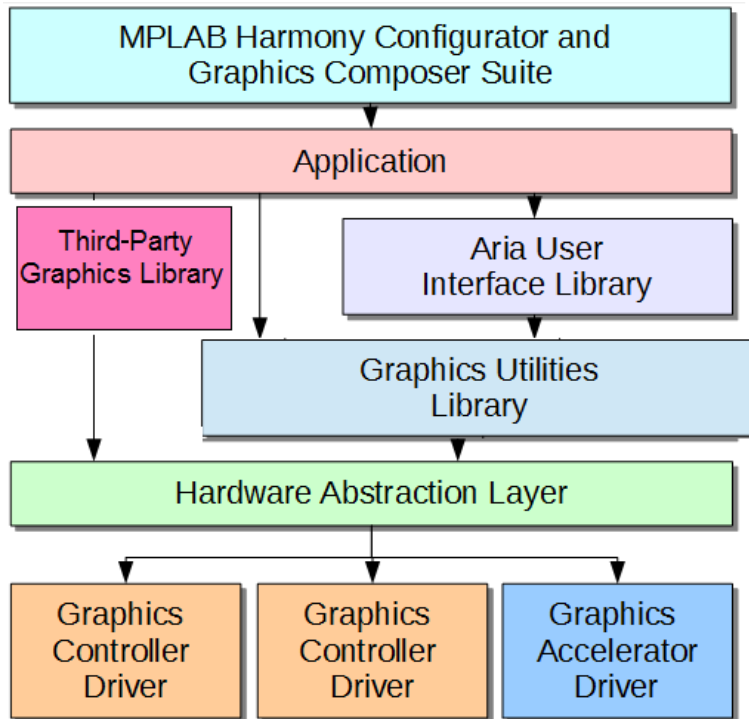 MPLAB Harmony Configurator and
Graphics Composer Suite
Application
Third-Party
Graphics Library
Aria User
Interface Library
Graphics Utilities
Library
Hardware Abstraction Layer
Graphics
Controller
Driver
Graphics
Controller
Driver
Graphics
Accelerator
Driver